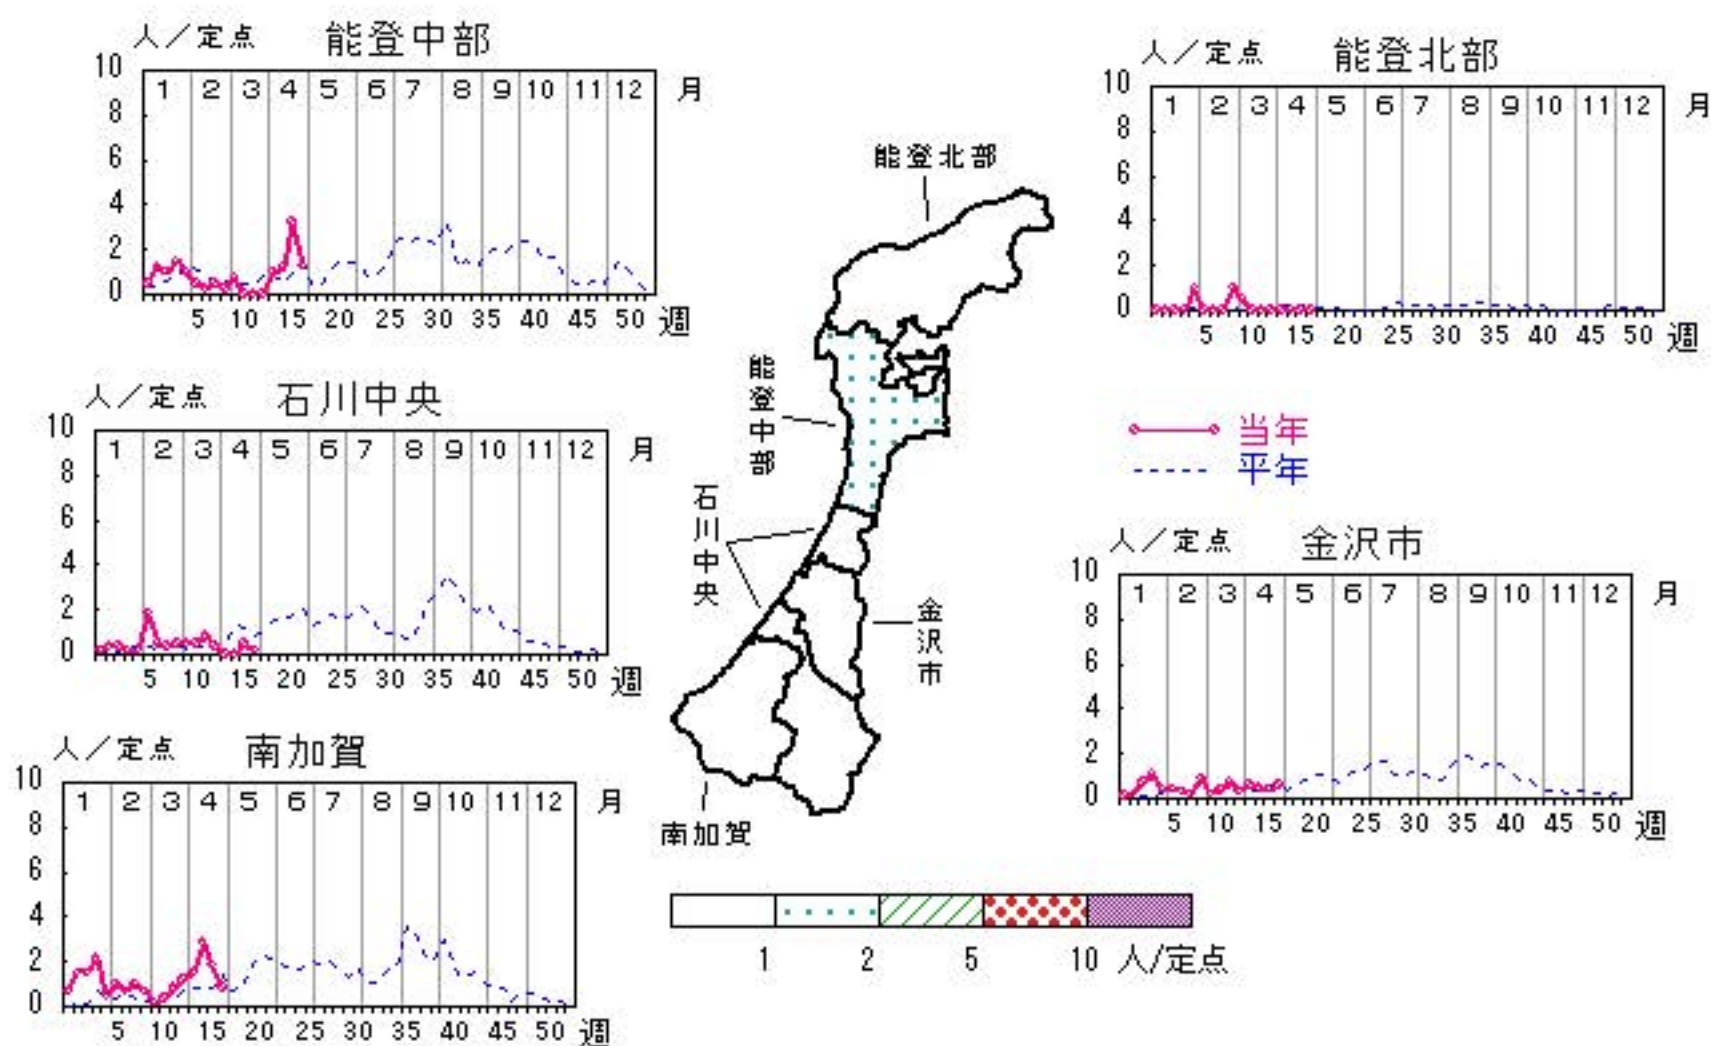 人／定点 能登中部
10 8 6 4 2 0
1 2 3 4 5 6 7 8 9 10 11 12 月
5 10 15 20 25 30 35 40 45 50 週
人／定点 能登北部
10 8 6 4 2 0
1 2 3 4 5 6 7 8 9 10 11 12 月
5 10 15 20 25 30 35 40 45 50 週
人／定点 石川中央
10 8 6 4 2 0
1 2 3 4 5 6 7 8 9 10 11 12 月
5 10 15 20 25 30 35 40 45 50 週
当年
平年
人／定点 金沢市
10 8 6 4 2 0
1 2 3 4 5 6 7 8 9 10 11 12 月
5 10 15 20 25 30 35 40 45 50 週
人／定点 南加賀
10 8 6 4 2 0
1 2 3 4 5 6 7 8 9 10 11 12 月
5 10 15 20 25 30 35 40 45 50 週
能登北部
能登中部
石川中央
金沢市
南加賀
1 2 5 10 人/定点